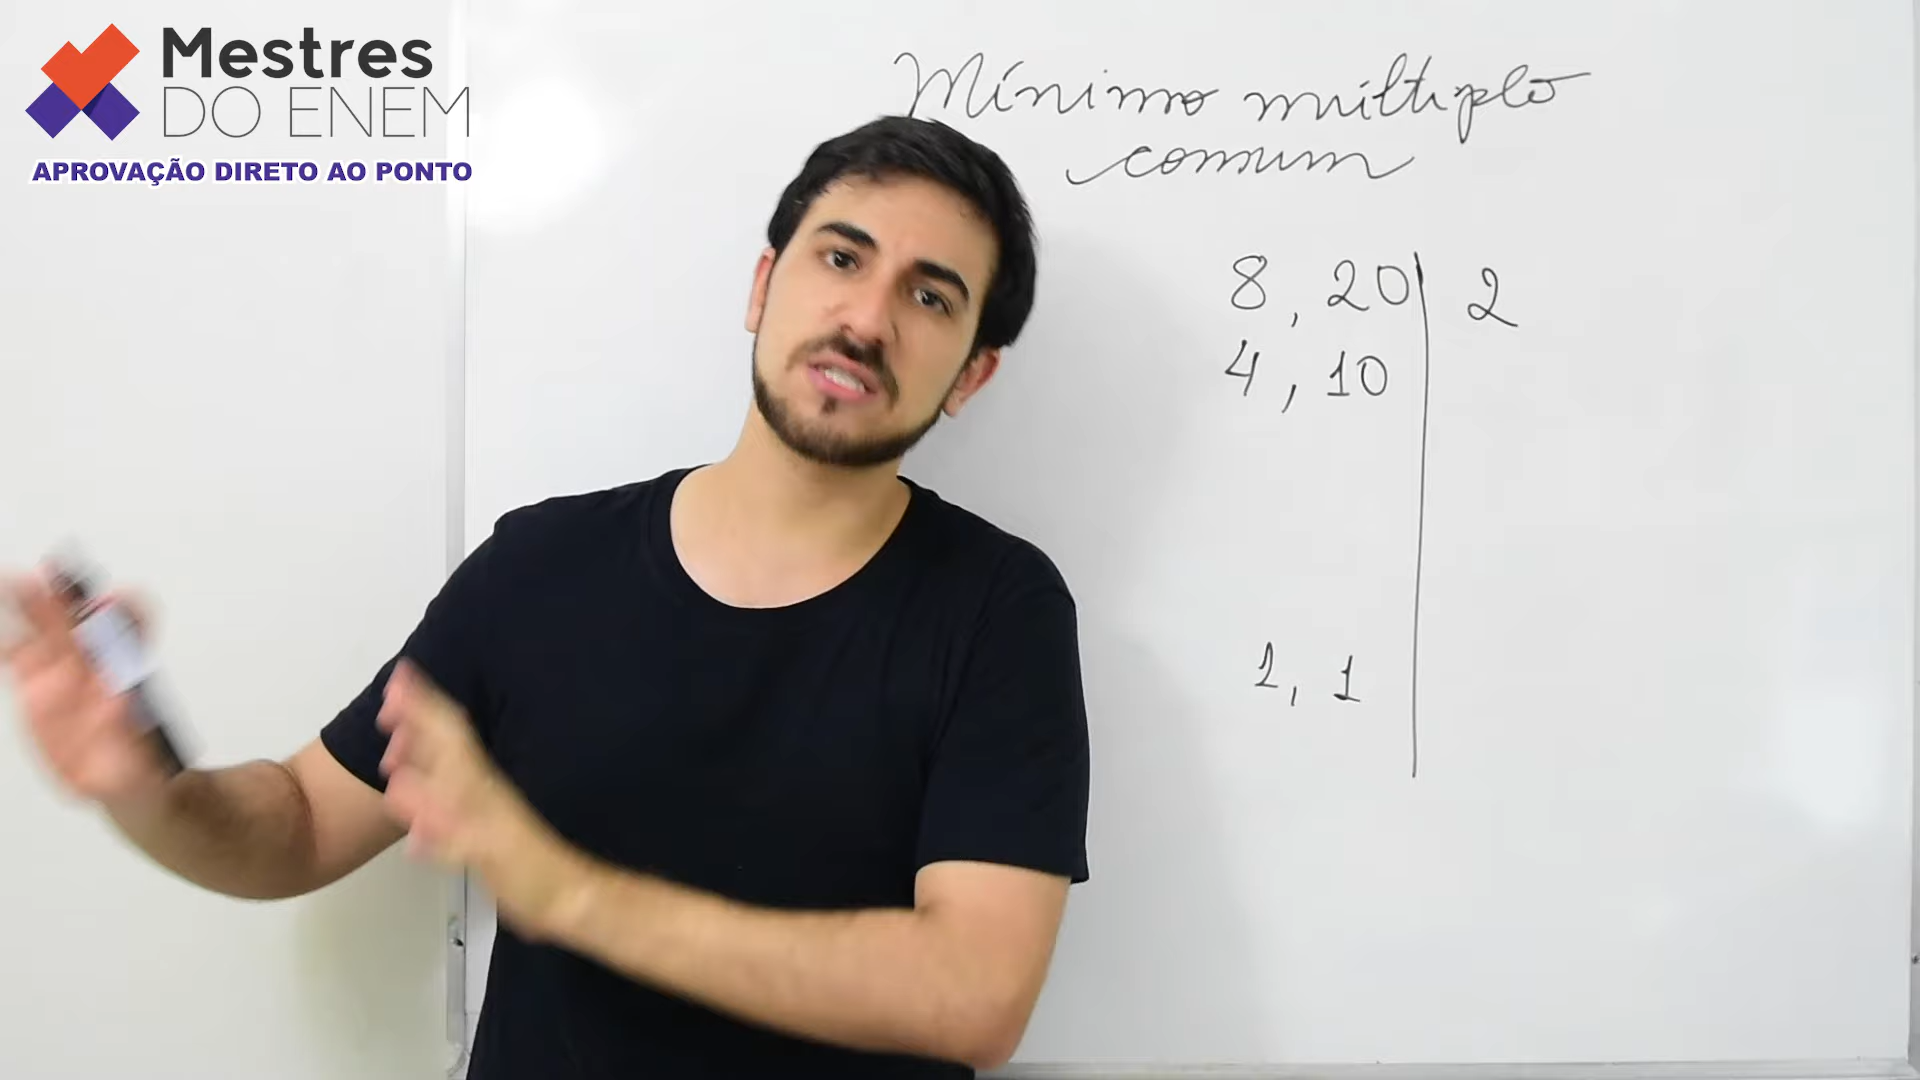 Mestres
DO ENEM
APROVAÇÃO DIRETO AO PONTO
Mínimo múltiplo
comum
8, 20 | 2
4, 10
1, 1